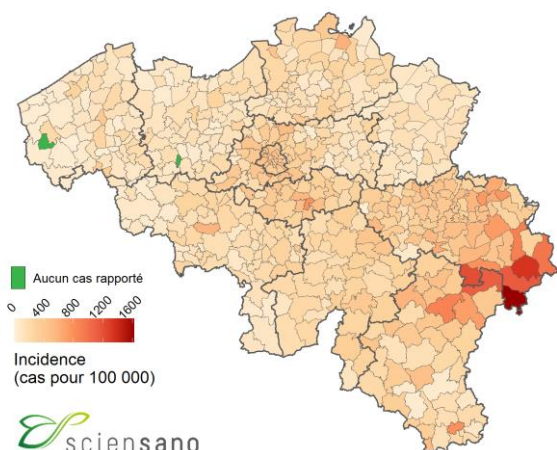 Aucun cas rapporté
0 400 800 1200 1600
Incidence
(cas pour 100 000)
sciensano